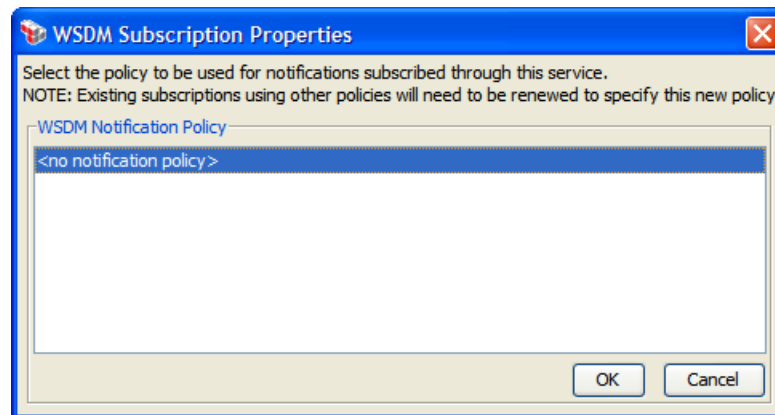 WSDM Subscription Properties
Select the policy to be used for notifications subscribed through this service.
NOTE: Existing subscriptions using other policies will need to be renewed to specify this new policy
WSDM Notification Policy
<no notification policy>
OK Cancel